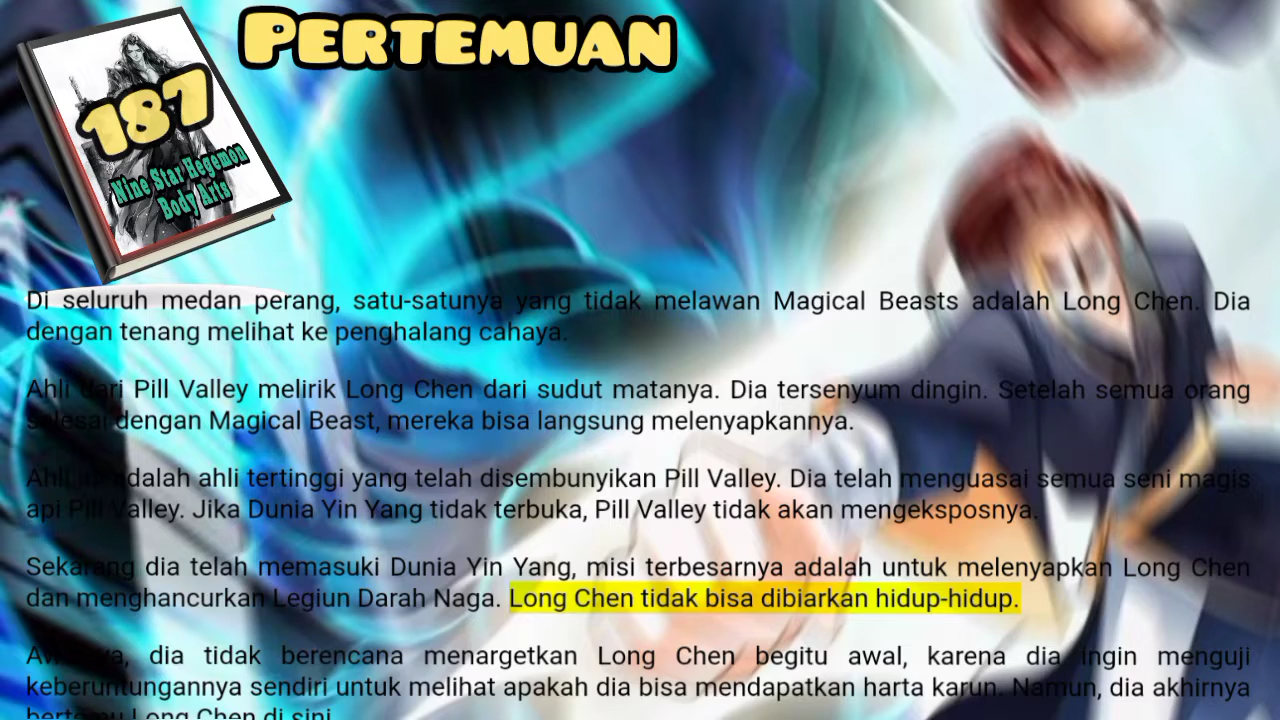 PERTEMUAN
187
Nine Star Hegemon
Body Arts
Di seluruh medan perang, satu-satunya yang tidak melawan Magical Beasts adalah Long Chen. Dia
dengan tenang melihat ke penghalang cahaya.
Ahli dari Pill Valley melirik Long Chen dari sudut matanya. Dia tersenyum dingin. Setelah semua orang
selesai dengan Magical Beast, mereka bisa langsung melenyapkannya.
Ahli itu adalah ahli tertinggi yang telah disembunyikan Pill Valley. Dia telah menguasai semua seni magis
api Pill Valley. Jika Dunia Yin Yang tidak terbuka, Pill Valley tidak akan mengeksposnya.
Sekarang dia telah memasuki Dunia Yin Yang, misi terbesarnya adalah untuk melenyapkan Long Chen
dan menghancurkan Legiun Darah Naga. Long Chen tidak bisa dibiarkan hidup-hidup.
Awalnya, dia tidak berencana menargetkan Long Chen begitu awal, karena dia ingin menguji
keberuntungannya sendiri untuk melihat apakah dia bisa mendapatkan harta karun. Namun, dia akhirnya
bertemu Long Chen di sini.